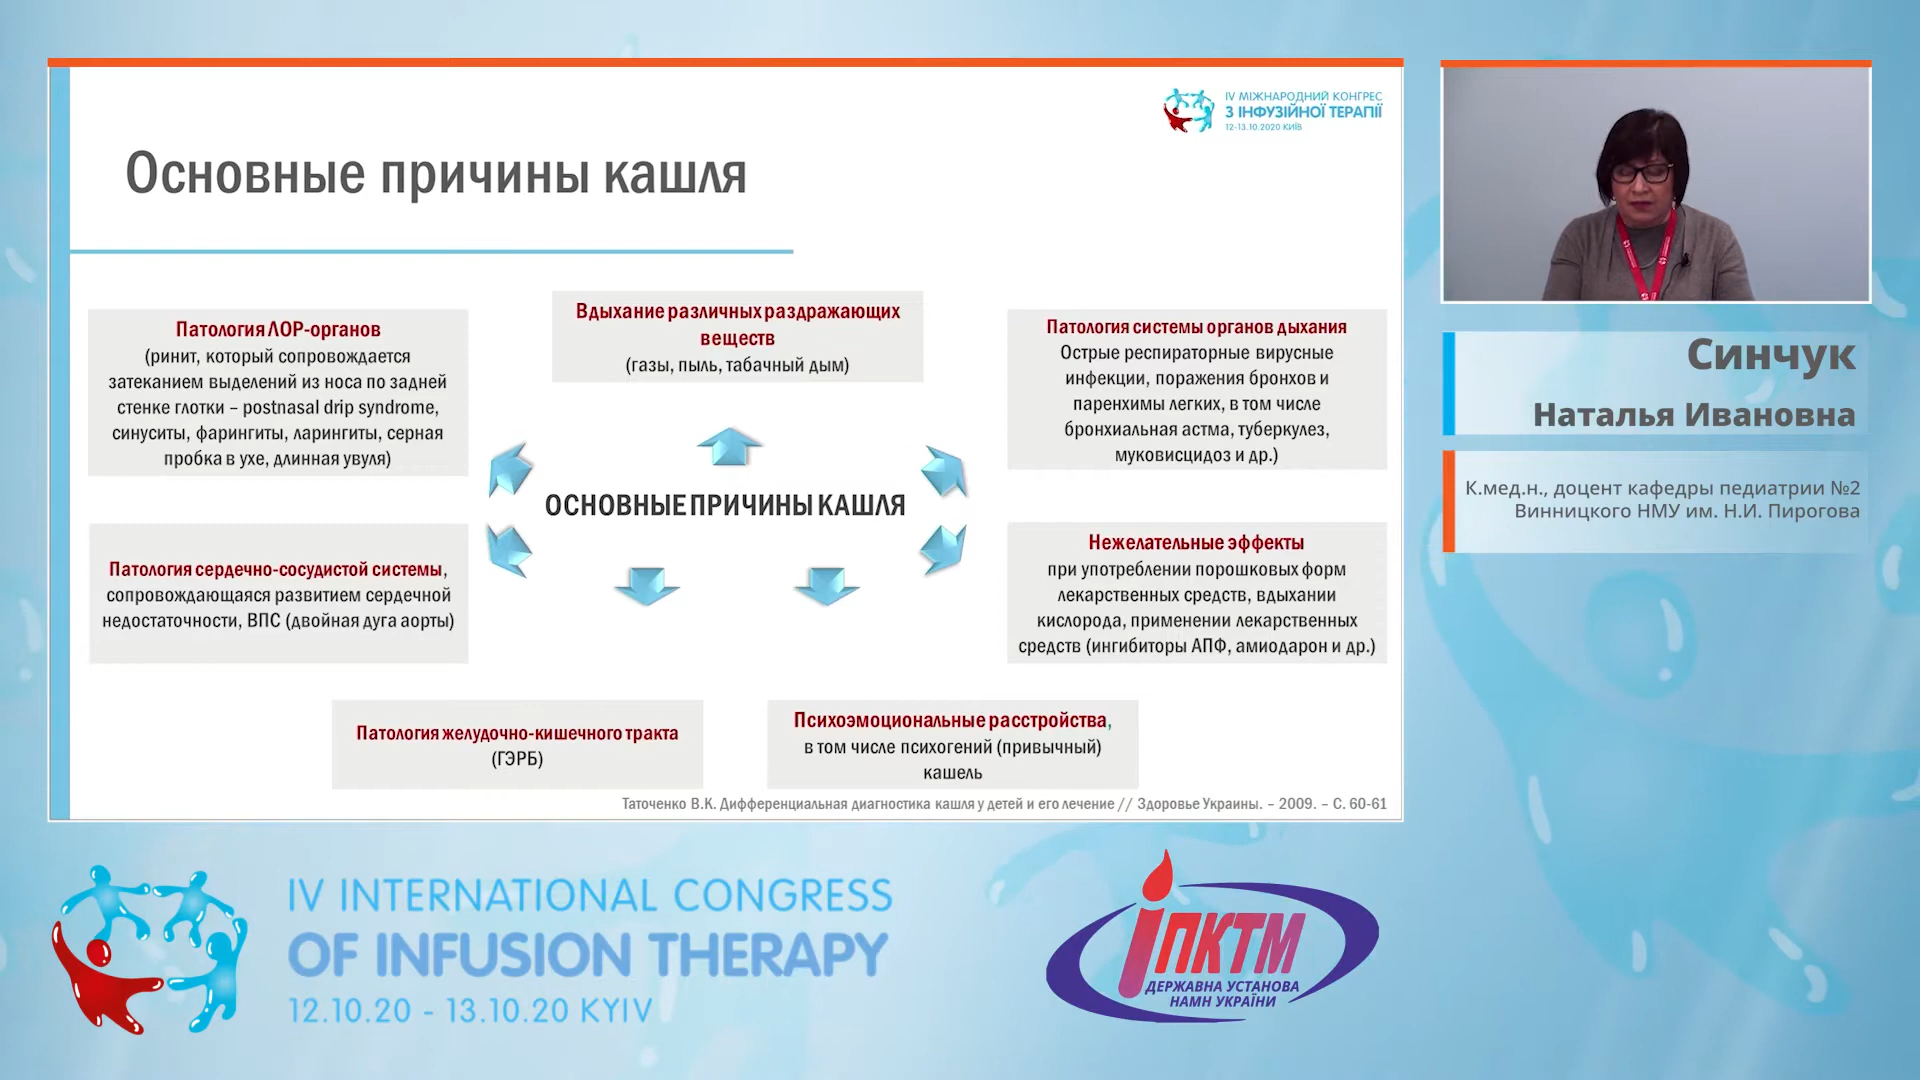 IV МІЖНАРОДНИЙ КОНГРЕС
З ІНФУЗІЙНОЇ ТЕРАПІЇ
12-13.10.2020 КИЇВ
Основные причины кашля
Патология ЛОР-органов
(ринит, который сопровождается
затеканием выделений из носа по задней
стенке глотки – postnasal drip syndrome,
синуситы, фарингиты, ларингиты, серная
пробка в ухе, длинная увуля)
Вдыхание различных раздражающих
веществ
(газы, пыль, табачный дым)
Патология системы органов дыхания
Острые респираторные вирусные
инфекции, поражения бронхов и
паренхимы легких, в том числе
бронхиальная астма, туберкулез,
муковисцидоз и др.)
ОСНОВНЫЕ ПРИЧИНЫ КАШЛЯ
Патология сердечно-сосудистой системы,
сопровождающаяся развитием сердечной
недостаточности, ВПС (двойная дуга аорты)
Нежелательные эффекты
при употреблении порошковых форм
лекарственных средств, вдыхании
кислорода, применении лекарственных
средств (ингибиторы АПФ, амиодарон и др.)
Патология желудочно-кишечного тракта
(ГЭРБ)
Психоэмоциональные расстройства,
в том числе психогений (привычный)
кашель
Таточенко В.К. Дифференциальная диагностика кашля у детей и его лечение // Здоровье Украины. – 2009. – С. 60-61
Синчук
Наталья Ивановна
К.мед.н., доцент кафедры педиатрии №2
Винницкого НМУ им. Н.И. Пирогова
IV INTERNATIONAL CONGRESS
OF INFUSION THERAPY
12.10.20 - 13.10.20 KYIV
ІПКТМ
ДЕРЖАВНА УСТАНОВА
НАМН УКРАЇНИ